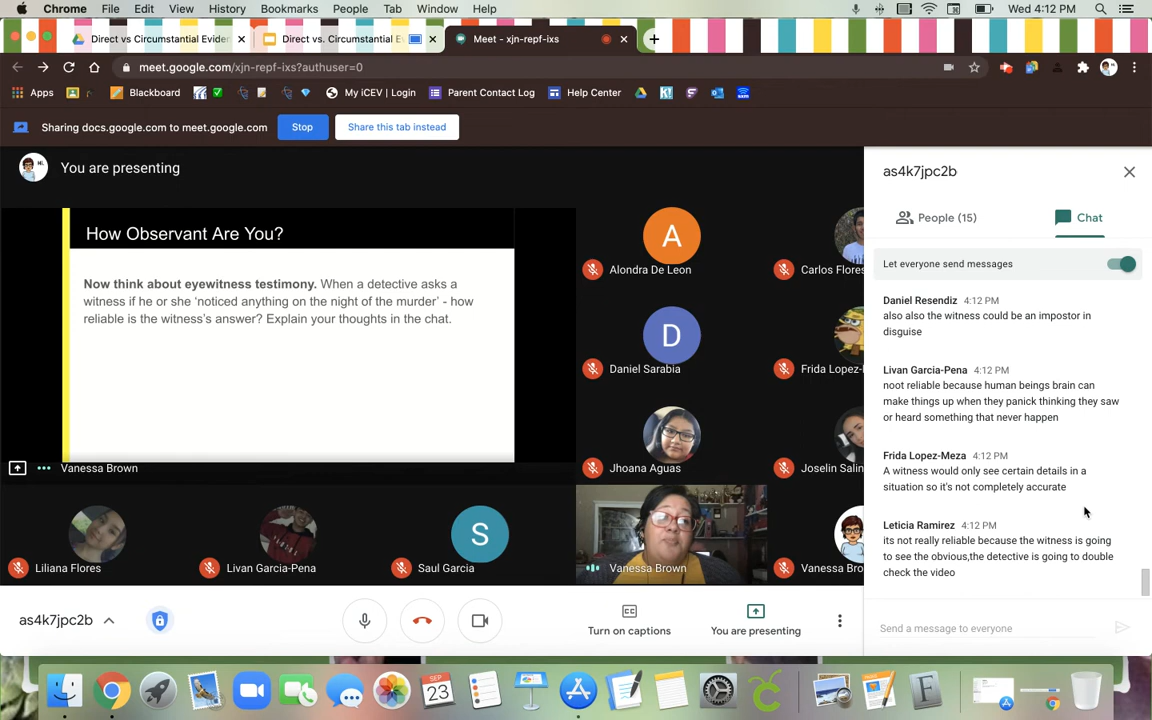 Chrome File Edit View History Bookmarks People Tab Window Help Wed 4:12 PM
Direct vs Circumstantial Eviden Direct vs. Circumstantial E Meet - xjn-repf-ixs
meet.google.com/xjn-repf-ixs?authuser=0
Apps Blackboard My iCEV | Login Parent Contact Log Help Center
Sharing docs.google.com to meet.google.com Stop Share this tab instead
You are presenting
How Observant Are You?
Now think about eyewitness testimony. When a detective asks a
witness if he or she ‘noticed anything on the night of the murder’ - how
reliable is the witness's answer? Explain your thoughts in the chat.
Vanessa Brown
A
Alondra De Leon
Carlos Flores
D
Daniel Sarabia
Frida Lopez-
Jhoana Aguas
Joselin Salin
Liliana Flores
Livan Garcia-Pena
S
Saul Garcia
Vanessa Brown
Vanessa Bro
as4k7jpc2b
People (15)
Chat
Let everyone send messages
Daniel Resendiz 4:12 PM
also also the witness could be an impostor in
disguise
Livan Garcia-Pena 4:12 PM
noot reliable because human beings brain can
make things up when they panick thinking they saw
or heard something that never happen
Frida Lopez-Meza 4:12 PM
A witness would only see certain details in a
situation so it's not completely accurate
Leticia Ramirez 4:12 PM
its not really reliable because the witness is going
to see the obvious,the detective is going to double
check the video
Send a message to everyone
as4k7jpc2b
Turn on captions
You are presenting
SEP
23